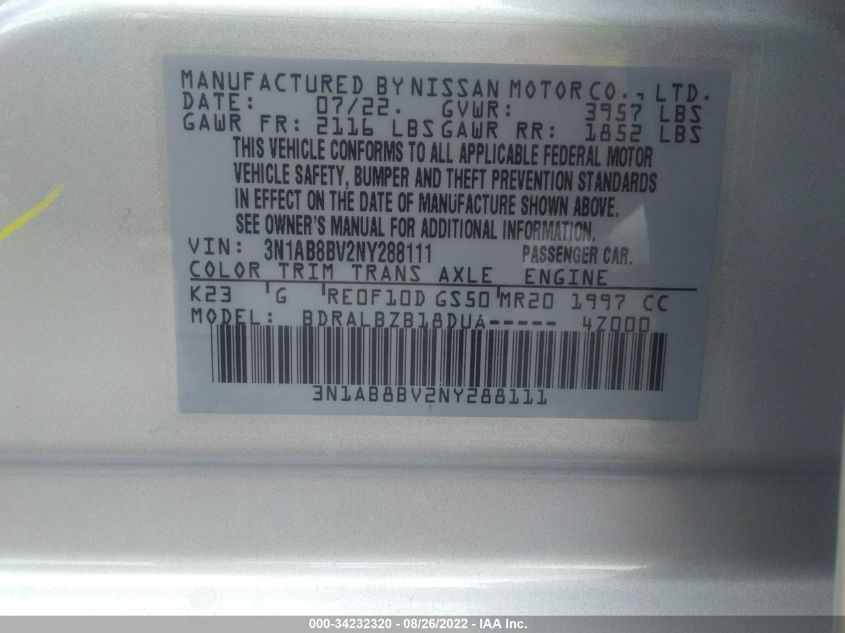 MANUFACTURED BY NISSAN MOTOR CO., LTD.
DATE: 07/22. GVWR: 3957 LBS
GAWR FR: 2116 LBS GAWR RR: 1852 LBS
THIS VEHICLE CONFORMS TO ALL APPLICABLE FEDERAL MOTOR
VEHICLE SAFETY, BUMPER AND THEFT PREVENTION STANDARDS
IN EFFECT ON THE DATE OF MANUFACTURE SHOWN ABOVE.
SEE OWNER'S MANUAL FOR ADDITIONAL INFORMATION.
VIN: 3N1AB8BV2NY288111 PASSENGER CAR.
COLOR TRIM TRANS AXLE ENGINE
K23 G RE0F10D GS50 MR20 1997 CC
MODEL: BDRALBZB18DUA----- 4Z000
3N1AB8BV2NY288111
000-34232320 - 08/26/2022 - IAA Inc.